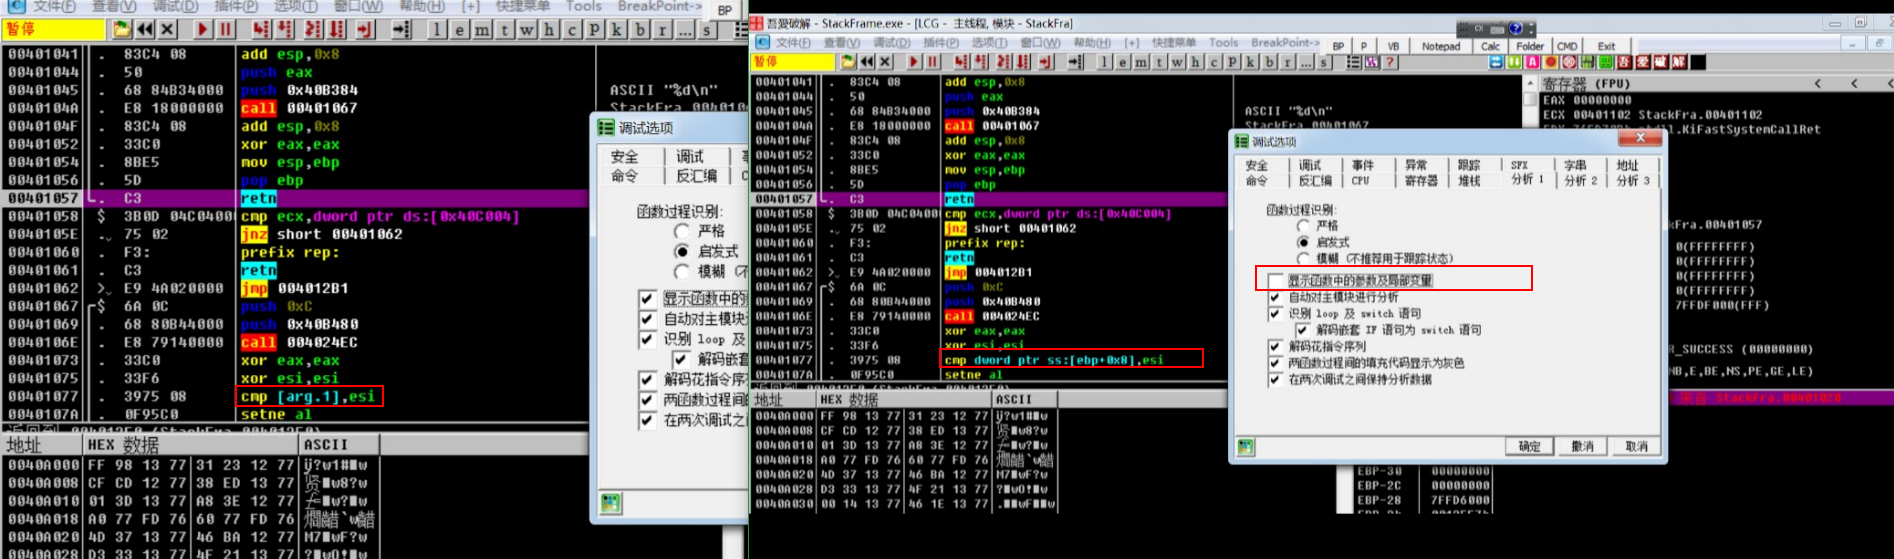 文件(F) 查看(V) 调试(D) 插件(P) 选项(T) 窗口(W) 帮助(H) [+] 快捷菜单 Tools BreakPoint->
BP
暂停
l e m t w h c P k b r ... s
00401041 . 83C4 08 add esp,0x8
00401044 . 50 push eax
00401045 . 68 84B34000 push 0x40B384 ASCII "%d\n"
0040104A . E8 18000000 call 00401067
0040104F . 83C4 08 add esp,0x8
00401052 . 33C0 xor eax,eax
00401054 . 8BE5 mov esp,ebp
00401056 . 5D pop ebp
00401057 . C3 retn
00401058 $ 3B0D 04C0400 cmp ecx,dword ptr ds:[0x40C004]
0040105E . 75 02 jnz short 00401062
00401060 . F3: prefix rep:
00401061 . C3 retn
00401062 > E9 4A020000 jmp 004012B1
00401067 $ 6A 0C push 0xC
00401069 . 68 80B44000 push 0x40B480
0040106E . E8 79140000 call 004024EC
00401073 . 33C0 xor eax,eax
00401075 . 33F6 xor esi,esi
00401077 . 3975 08 cmp [arg.1],esi
0040107A . 0F95C0 setne al
地址 HEX 数据 ASCII
0040A000 FF 98 13 77 31 23 12 77
0040A008 CF CD 12 77 38 ED 13 77
0040A010 01 3D 13 77 A8 3E 12 77
0040A018 A0 77 FD 76 60 77 FD 76
0040A020 4D 37 13 77 46 BA 12 77
0040A028 D3 33 13 77 4F 21 13 77
调试选项
安全 调试
命令 反汇编
函数过程识别:
严格
启发式
模糊
显示函数中的
自动对主模块
识别 loop 及
解码嵌套
解码花指令序
两函数过程间
在两次调试之
吾爱破解 - StackFrame.exe - [LCG - 主线程, 模块 - StackFra]
文件(F) 查看(V) 调试(D) 插件(P) 选项(T) 窗口(W) 帮助(H) [+] 快捷菜单 Tools BreakPoint->
BP P VB Notepad Calc Folder CMD Exit
暂停
l e m t w h c P k b r ... s
吾 爱 破 解
00401041 . 83C4 08 add esp,0x8
00401044 . 50 push eax
00401045 . 68 84B34000 push 0x40B384 ASCII "%d\n"
0040104A . E8 18000000 call 00401067 StackFra.00401067
0040104F . 83C4 08 add esp,0x8
00401052 . 33C0 xor eax,eax
00401054 . 8BE5 mov esp,ebp
00401056 . 5D pop ebp
00401057 . C3 retn
00401058 $ 3B0D 04C0400 cmp ecx,dword ptr ds:[0x40C004]
0040105E . 75 02 jnz short 00401062
00401060 . F3: prefix rep:
00401061 . C3 retn
00401062 > E9 4A020000 jmp 004012B1
00401067 $ 6A 0C push 0xC
00401069 . 68 80B44000 push 0x40B480
0040106E . E8 79140000 call 004024EC
00401073 . 33C0 xor eax,eax
00401075 . 33F6 xor esi,esi
00401077 . 3975 08 cmp dword ptr ss:[ebp+0x8],esi
0040107A . 0F95C0 setne al
地址 HEX 数据 ASCII
0040A000 FF 98 13 77 31 23 12 77
0040A008 CF CD 12 77 38 ED 13 77
0040A010 01 3D 13 77 A8 3E 12 77
0040A018 A0 77 FD 76 60 77 FD 76
0040A020 4D 37 13 77 46 BA 12 77
0040A028 D3 33 13 77 4F 21 13 77
0040A030 00 14 13 77 46 1E 13 77
调试选项
安全 调试 事件 异常 跟踪 SFX 字串 地址
命令 反汇编 CPU 寄存器 堆栈 分析 1 分析 2 分析 3
函数过程识别:
严格
启发式
模糊 (不推荐用于跟踪状态)
显示函数中的参数及局部变量
自动对主模块进行分析
识别 loop 及 switch 语句
解码嵌套 IF 语句为 switch 语句
解码花指令序列
两函数过程间的填充代码显示为灰色
在两次调试之间保持分析数据
确定 撤消 取消
寄存器 (FPU) < < <
EAX 00000000
ECX 00401102 StackFra.00401102
.KiFastSystemCallRet
kFra.00401057
0(FFFFFFFF)
0(FFFFFFFF)
0(FFFFFFFF)
0(FFFFFFFF)
7FFDF000(FFF)
R_SUCCESS (00000000)
NB,E,BE,NS,PE,GE,LE)
来自 StackFra.00401020
EBP-30 00000000
EBP-2C 00000000
EBP-28 7FFD6000